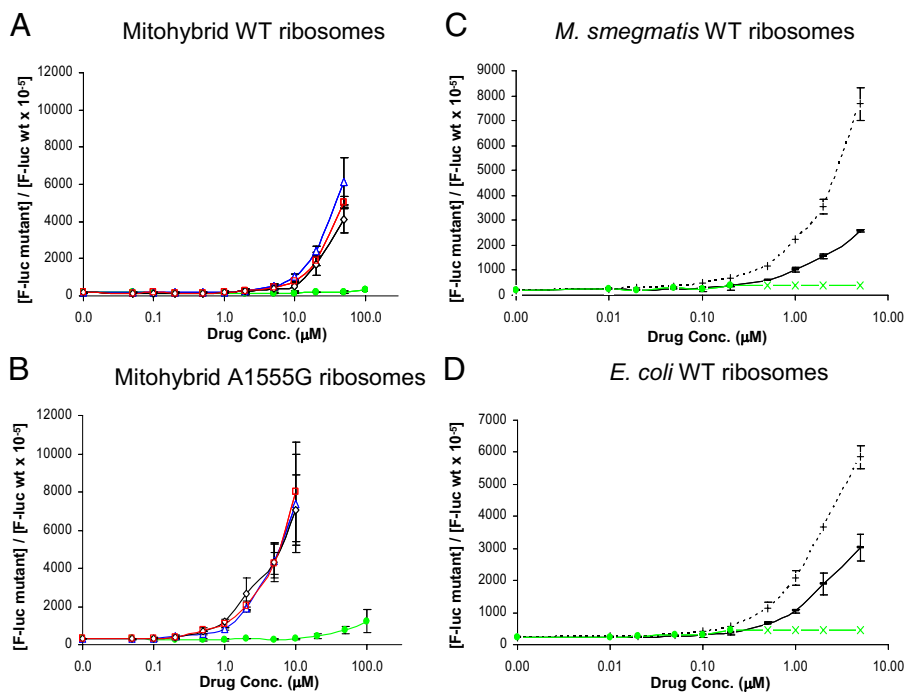 A
Mitohybrid WT ribosomes
[F-luc mutant] / [F-luc wt x 10-5]
12000
10000
8000
6000
4000
2000
0
0.0 0.1 1.0 10.0 100.0
Drug Conc. (µM)
B
Mitohybrid A1555G ribosomes
[F-luc mutant] / [F-luc wt x 10-5]
12000
10000
8000
6000
4000
2000
0
0.0 0.1 1.0 10.0 100.0
Drug Conc. (µM)
C
M. smegmatis WT ribosomes
[F-luc mutant] / [F-luc wt x 10-5]
9000
8000
7000
6000
5000
4000
3000
2000
1000
0
0.00 0.01 0.10 1.00 10.00
Drug Conc. (µM)
D
E. coli WT ribosomes
[F-luc mutant] / [F-luc wt x 10-5]
7000
6000
5000
4000
3000
2000
1000
0
0.00 0.01 0.10 1.00 10.00
Drug Conc. (µM)